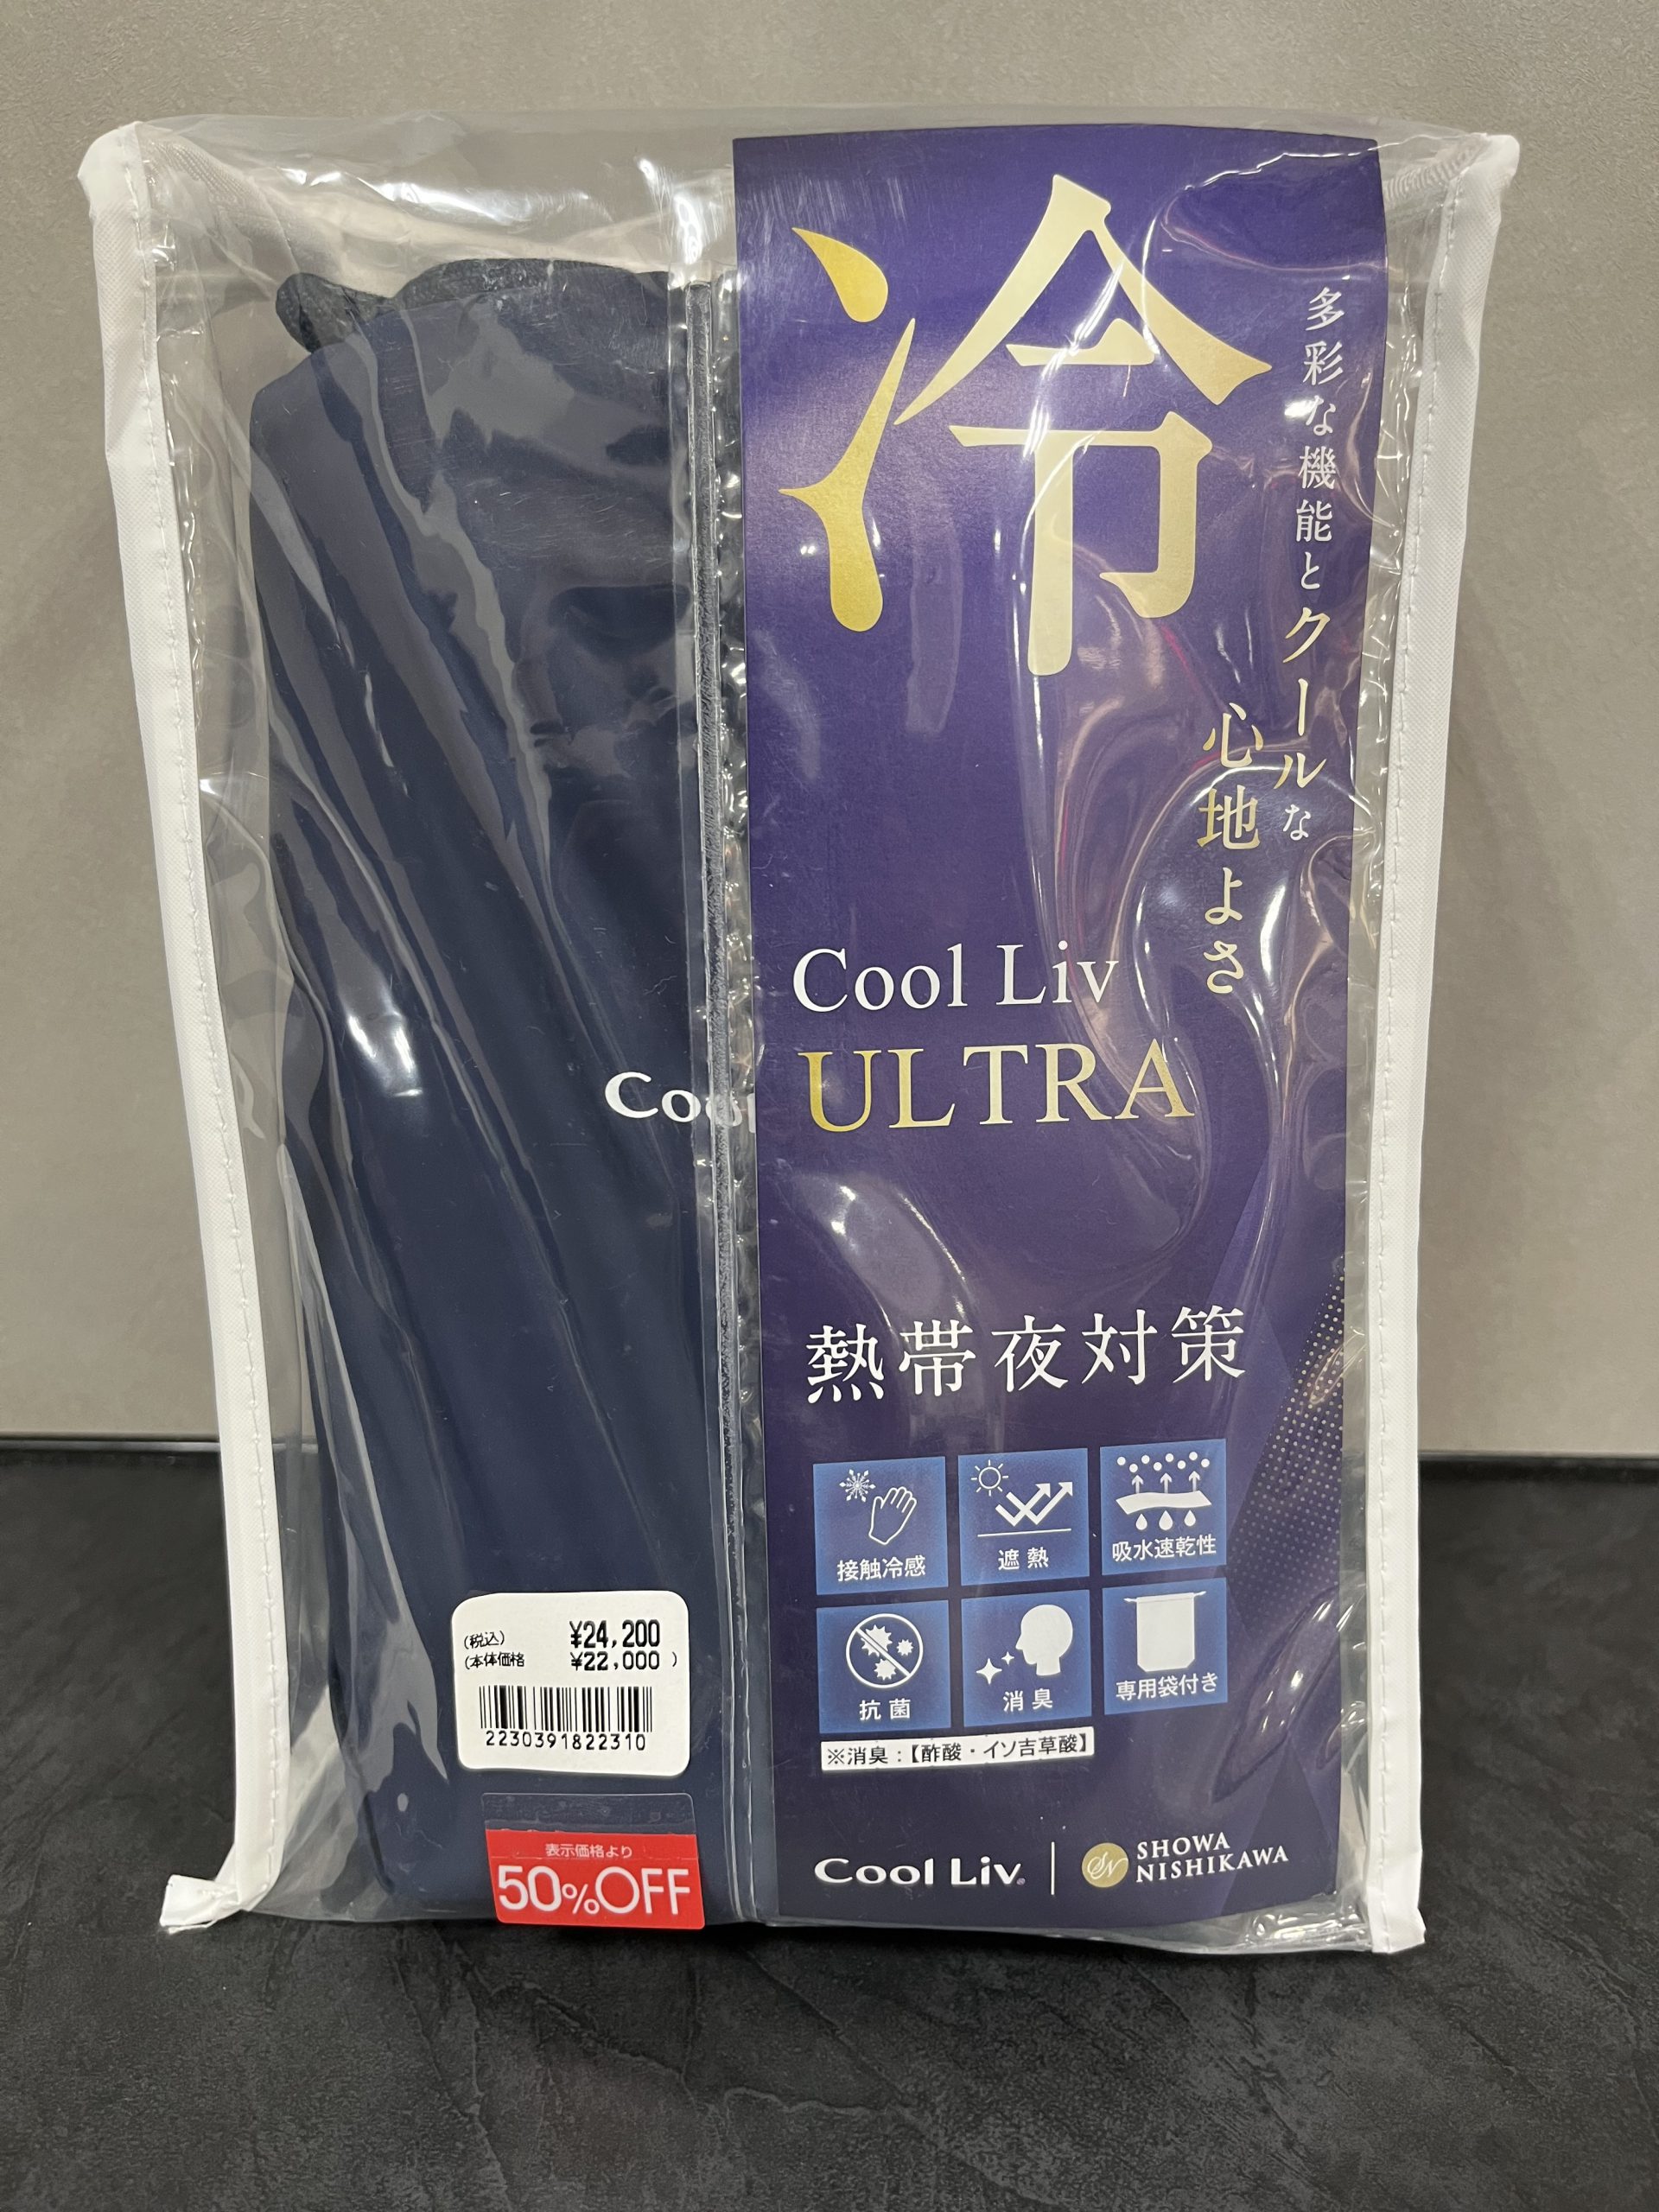 冷
多彩な機能とクールな
心地よさ
Cool Liv
ULTRA
Cool
熱帯夜対策
接触冷感
遮熱
吸水速乾性
抗菌
消臭
専用袋付き
※消臭:【酢酸・イソ吉草酸】
(税込) ¥24,200
(本体価格 ¥22,000 )
2230391822310
表示価格より
50%OFF
Cool Liv
SN
SHOWA
NISHIKAWA